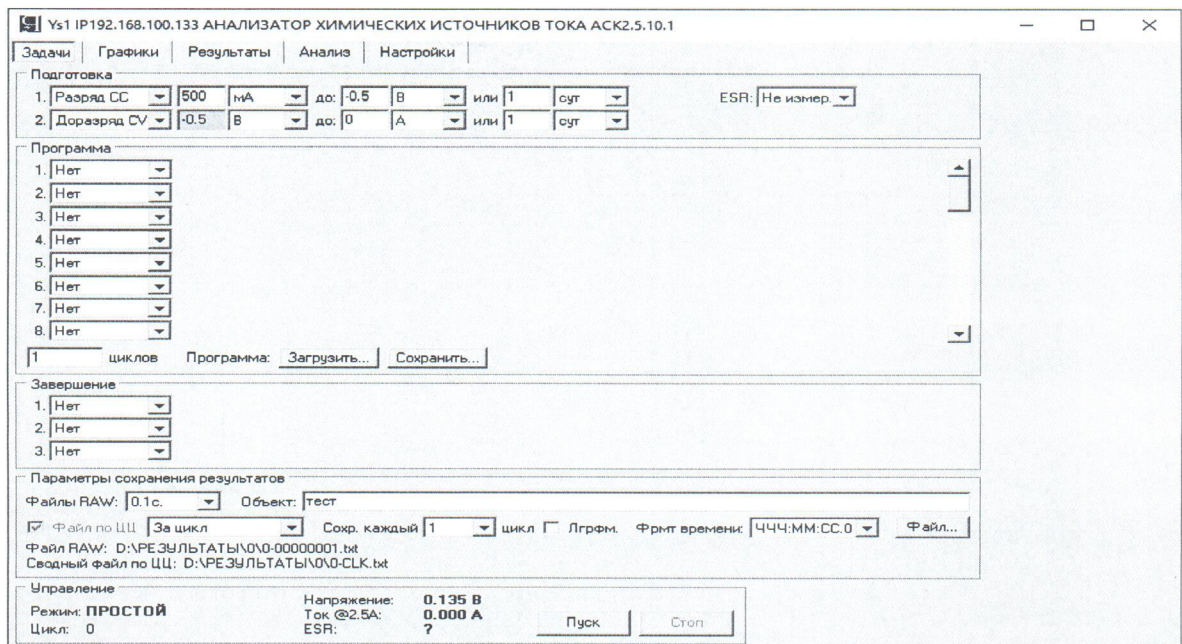 Ys1 IP192.168.100.133 АНАЛИЗАТОР ХИМИЧЕСКИХ ИСТОЧНИКОВ ТОКА АСК2.5.10.1
Задачи Графики Результаты Анализ Настройки
Подготовка
1. Разряд СС 500 мА до: -0.5 В или 1 сут ESR: Не измер.
2. Доразряд CV -0.5 В до: 0 А или 1 сут
Программа
1. Нет
2. Нет
3. Нет
4. Нет
5. Нет
6. Нет
7. Нет
8. Нет
1 циклов Программа: Загрузить... Сохранить...
Завершение
1. Нет
2. Нет
3. Нет
Параметры сохранения результатов
Файлы RAW: 0.1с. Объект: тест
Файл по ЦЦ За цикл Сохр. каждый 1 цикл Лгрфм. Фрмт времени: ЧЧЧ:ММ:СС.0 Файл...
Файл RAW: D:\РЕЗУЛЬТАТЫ\0\0-00000001.txt
Сводный файл по ЦЦ: D:\РЕЗУЛЬТАТЫ\0\0-CLK.txt
Управление
Режим: ПРОСТОЙ Напряжение: 0.135 В
Ток @2.5А: 0.000 А Пуск Стоп
Цикл: 0 ESR: ?